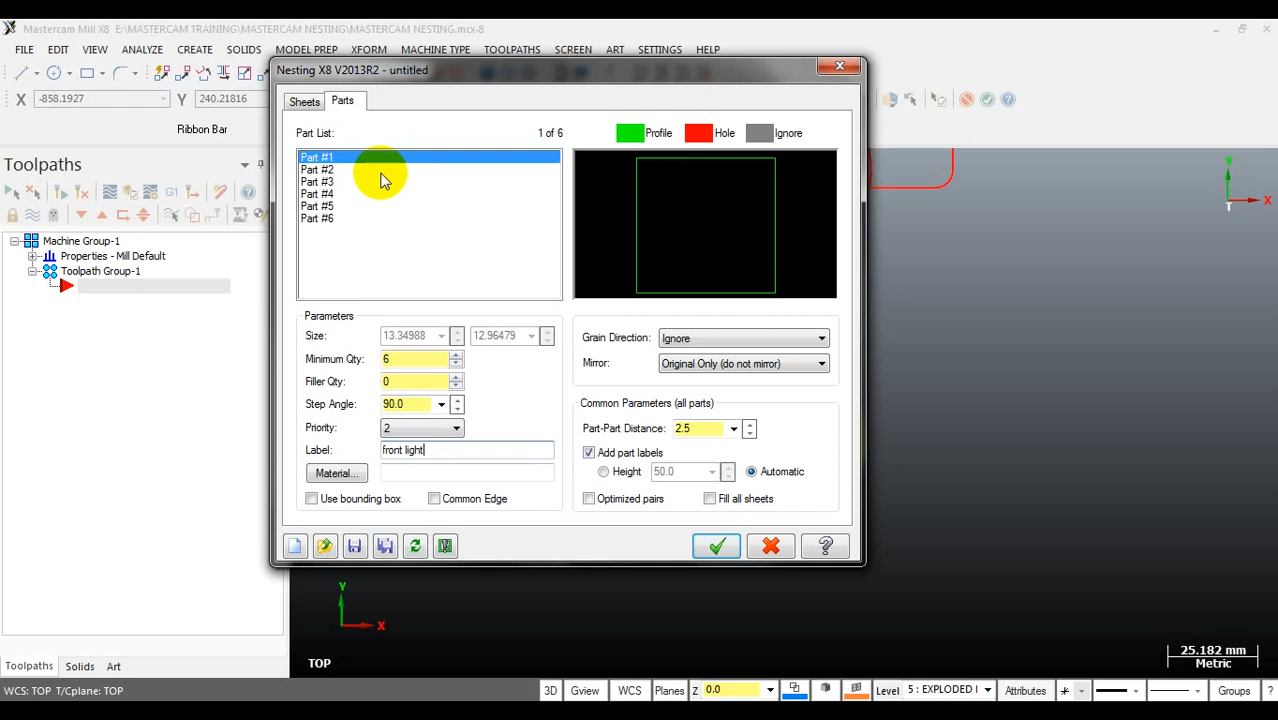 Mastercam Mill X8 E:\MASTERCAM TRAINING\MASTERCAM NESTING\MASTERCAM NESTING.mcx-8
FILE EDIT VIEW ANALYZE CREATE SOLIDS MODEL PREP XFORM MACHINE TYPE TOOLPATHS SCREEN ART SETTINGS HELP
Nesting X8 V2013R2 - untitled
X -858.1927 Y 240.21816
Sheets Parts
Ribbon Bar
Part List: 1 of 6 Profile Hole Ignore
Toolpaths
Part #1
Part #2
Part #3
Part #4
Part #5
Part #6
G1
Y
X
T
Machine Group-1
Properties - Mill Default
Toolpath Group-1
Parameters
Size: 13.34988 12.96479
Minimum Qty: 6
Filler Qty: 0
Step Angle: 90.0
Priority: 2
Label: front light
Material...
Use bounding box Common Edge
Grain Direction: Ignore
Mirror: Original Only (do not mirror)
Common Parameters (all parts)
Part-Part Distance: 2.5
Add part labels
Height 50.0 Automatic
Optimized pairs Fill all sheets
Y
X
TOP
25.182 mm
Metric
Toolpaths Solids Art
WCS: TOP T/Cplane: TOP 3D Gview WCS Planes Z 0.0 Level 5 : EXPLODED I Attributes Groups ?